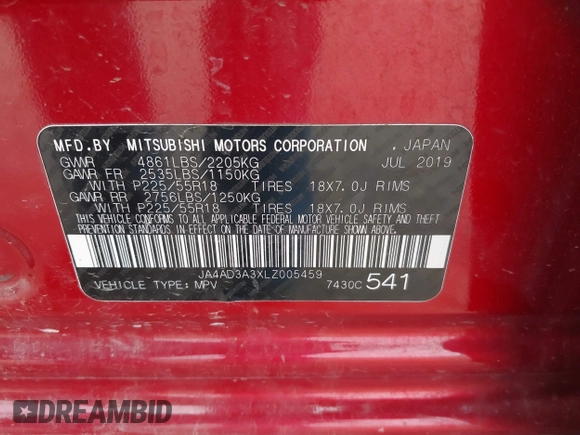 MFD.BY MITSUBISHI MOTORS CORPORATION .JAPAN
GVWR 4861LBS/2205KG JUL 2019
GAWR FR 2535LBS/1150KG
WITH P225/55R18 TIRES 18X7.0J RIMS
GAWR RR 2756LBS/1250KG
WITH P225/55R18 TIRES 18X7.0J RIMS
THIS VEHICLE CONFORMS TO ALL APPLICABLE FEDERAL MOTOR VEHICLE SAFETY AND THEFT
PREVENTION STANDARDS IN EFFECT ON THE DATE OF MANUFACTURE SHOWN ABOVE.
JA4AD3A3XLZ005459
VEHICLE TYPE: MPV 7430C 541
DREAMBID